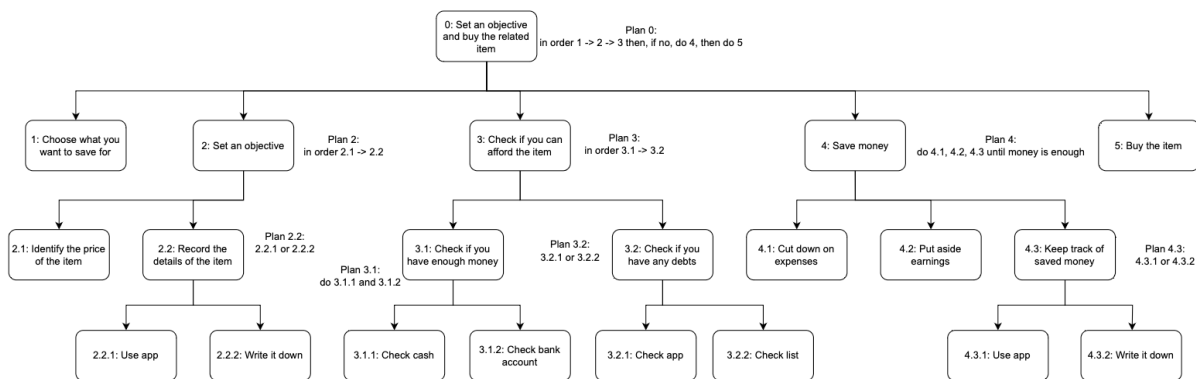 0: Set an objective
and buy the related
item
Plan 0:
in order 1 -> 2 -> 3 then, if no, do 4, then do 5
1: Choose what you
want to save for
2: Set an objective
Plan 2:
in order 2.1 -> 2.2
3: Check if you can
afford the item
Plan 3:
in order 3.1 -> 3.2
4: Save money
Plan 4:
do 4.1, 4.2, 4.3 until money is enough
5: Buy the item
2.1: Identify the price
of the item
2.2: Record the
details of the item
Plan 2.2:
2.2.1 or 2.2.2
Plan 3.1:
do 3.1.1 and 3.1.2
3.1: Check if you
have enough money
Plan 3.2:
3.2.1 or 3.2.2
3.2: Check if you
have any debts
4.1: Cut down on
expenses
4.2: Put aside
earnings
4.3: Keep track of
saved money
Plan 4.3:
4.3.1 or 4.3.2
2.2.1: Use app
2.2.2: Write it down
3.1.1: Check cash
3.1.2: Check bank
account
3.2.1: Check app
3.2.2: Check list
4.3.1: Use app
4.3.2: Write it down